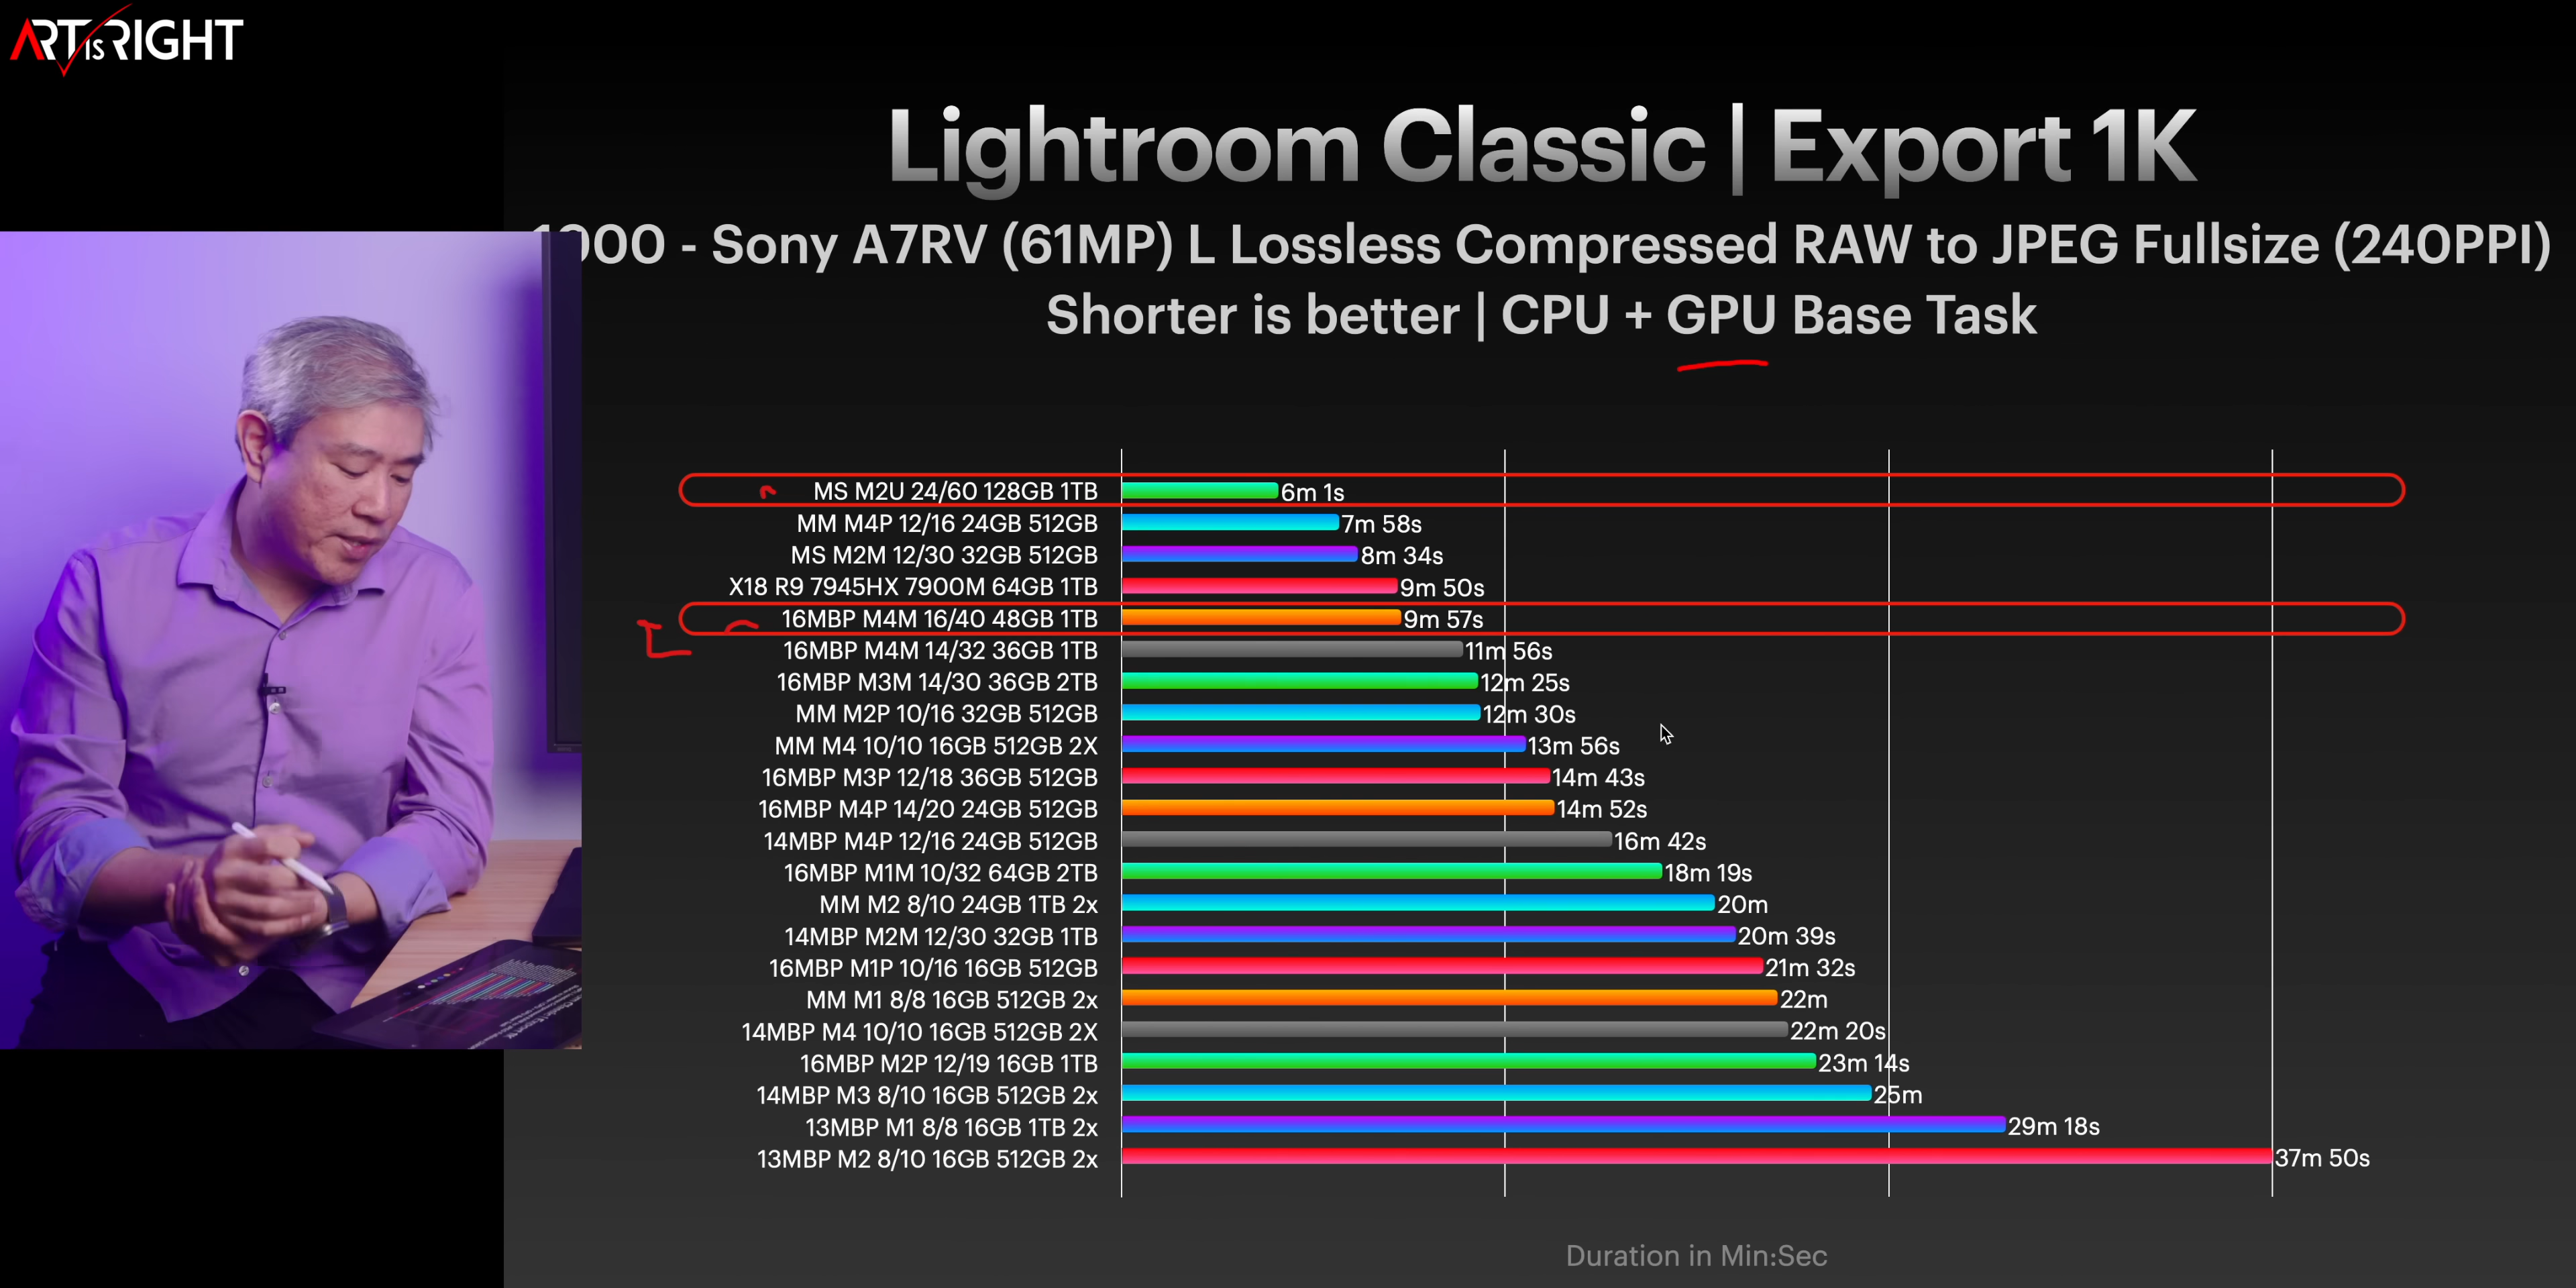 ARTISRIGHT
Lightroom Classic | Export 1K
1000 - Sony A7RV (61MP) L Lossless Compressed RAW to JPEG Fullsize (240PPI)
Shorter is better | CPU + GPU Base Task
MS M2U 24/60 128GB 1TB 6m 1s
MM M4P 12/16 24GB 512GB 7m 58s
MS M2M 12/30 32GB 512GB 8m 34s
X18 R9 7945HX 7900M 64GB 1TB 9m 50s
16MBP M4M 16/40 48GB 1TB 9m 57s
16MBP M4M 14/32 36GB 1TB 11m 56s
16MBP M3M 14/30 36GB 2TB 12m 25s
MM M2P 10/16 32GB 512GB 12m 30s
MM M4 10/10 16GB 512GB 2X 13m 56s
16MBP M3P 12/18 36GB 512GB 14m 43s
16MBP M4P 14/20 24GB 512GB 14m 52s
14MBP M4P 12/16 24GB 512GB 16m 42s
16MBP M1M 10/32 64GB 2TB 18m 19s
MM M2 8/10 24GB 1TB 2x 20m
14MBP M2M 12/30 32GB 1TB 20m 39s
16MBP M1P 10/16 16GB 512GB 21m 32s
MM M1 8/8 16GB 512GB 2x 22m
14MBP M4 10/10 16GB 512GB 2X 22m 20s
16MBP M2P 12/19 16GB 1TB 23m 14s
14MBP M3 8/10 16GB 512GB 2x 25m
13MBP M1 8/8 16GB 1TB 2x 29m 18s
13MBP M2 8/10 16GB 512GB 2x 37m 50s
Duration in Min:Sec